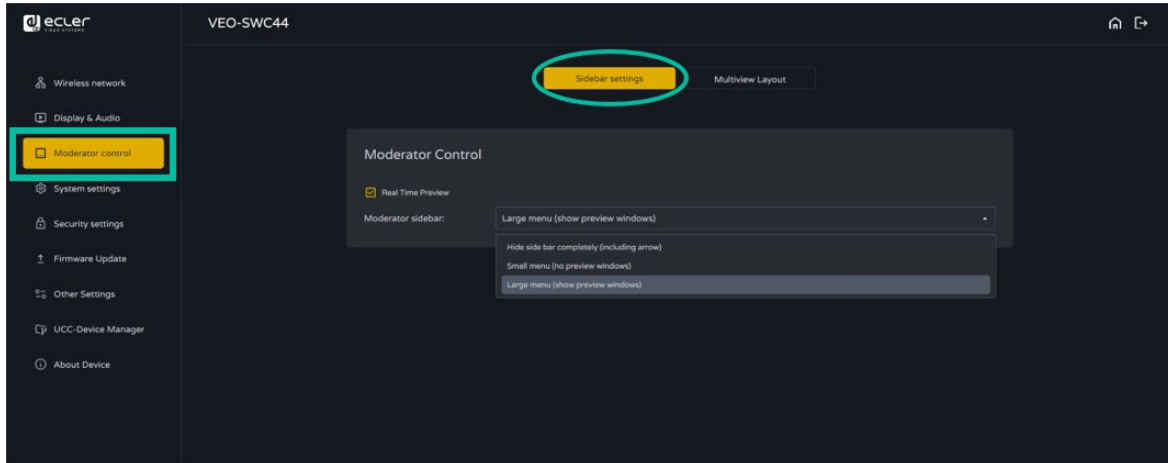 ecler
VIDEO SYSTEMS
VEO-SWC44
Wireless network
Display & Audio
Moderator control
System settings
Security settings
Firmware Update
Other Settings
UCC-Device Manager
About Device
Sidebar settings
Multiview Layout
Moderator Control
Real Time Preview
Moderator sidebar:
Large menu (show preview windows)
Hide side bar completely (including arrow)
Small menu (no preview windows)
Large menu (show preview windows)